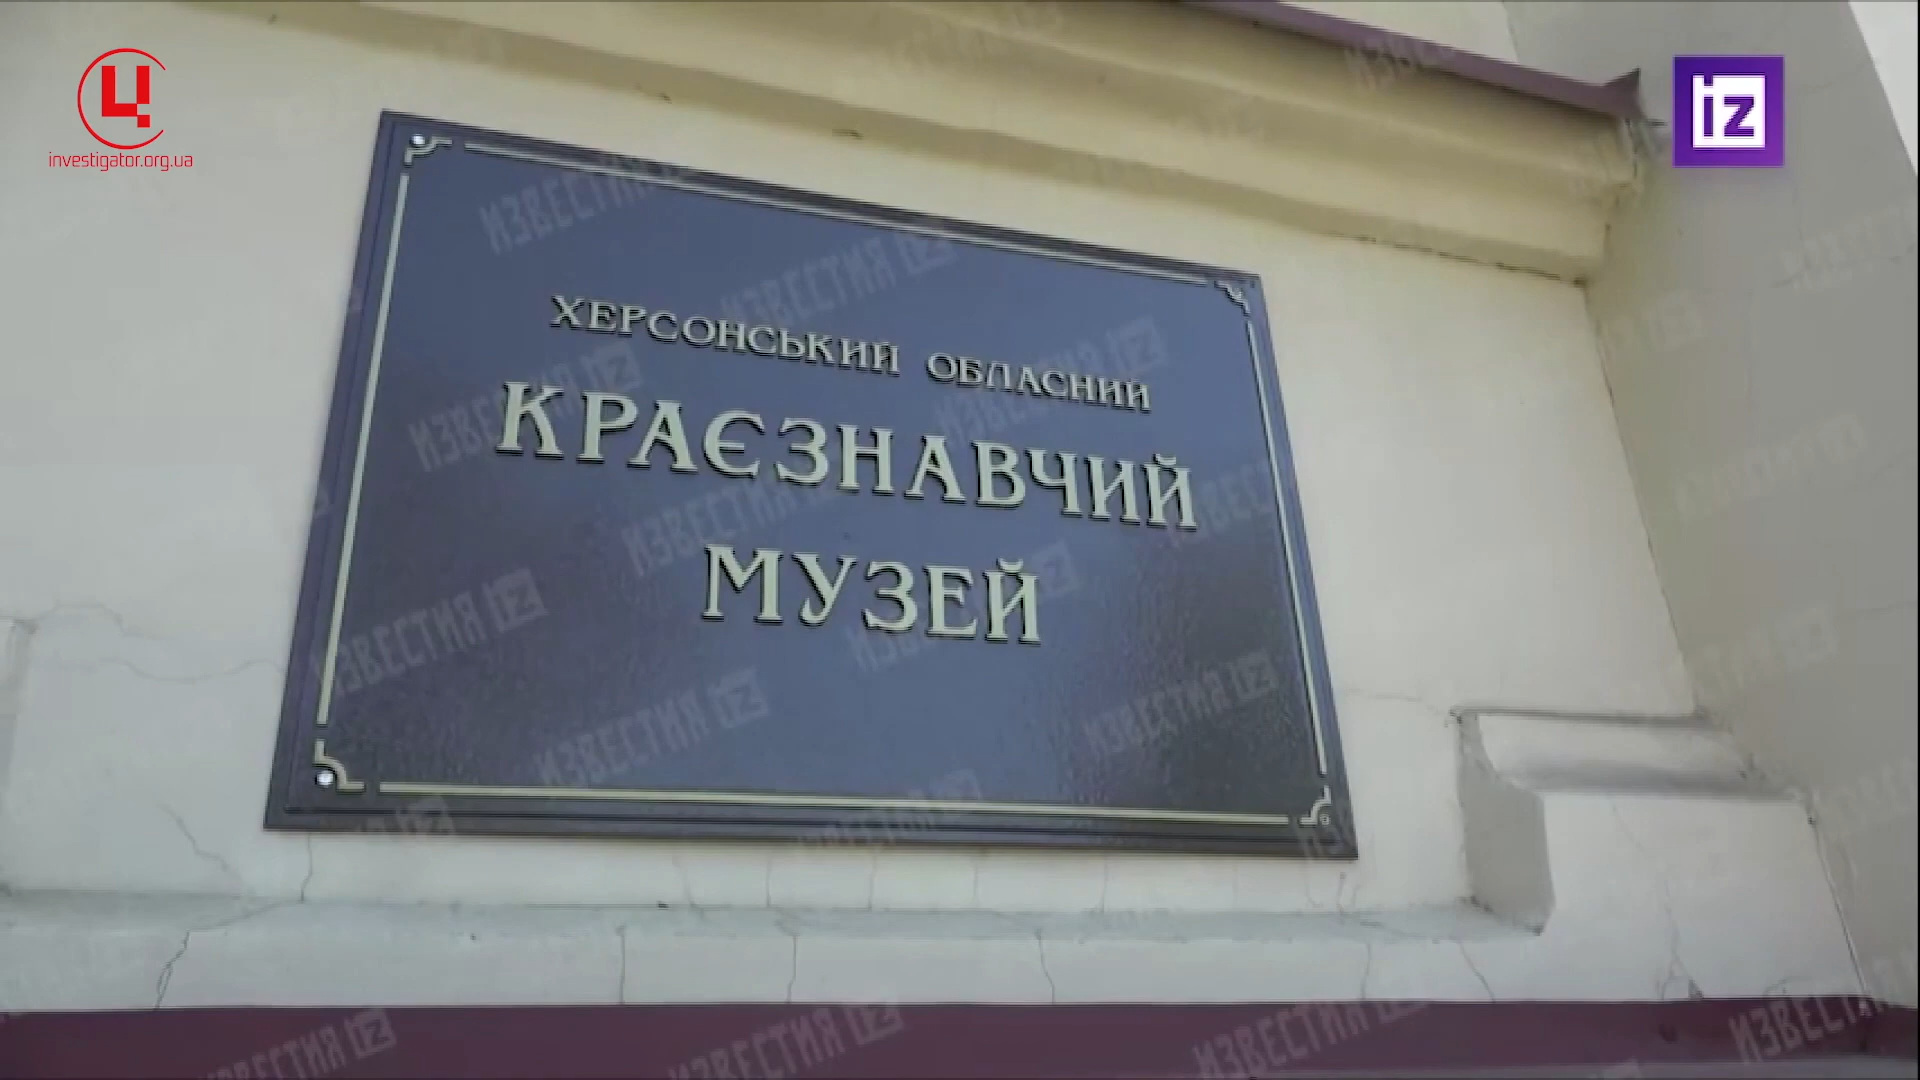 Ц
investigator.org.ua
iz
ХЕРСОНСЬКИЙ ОБЛАСНИЙ
КРАЄЗНАВЧИЙ
МУЗЕЙ
ИЗВЕСТИЯ iz